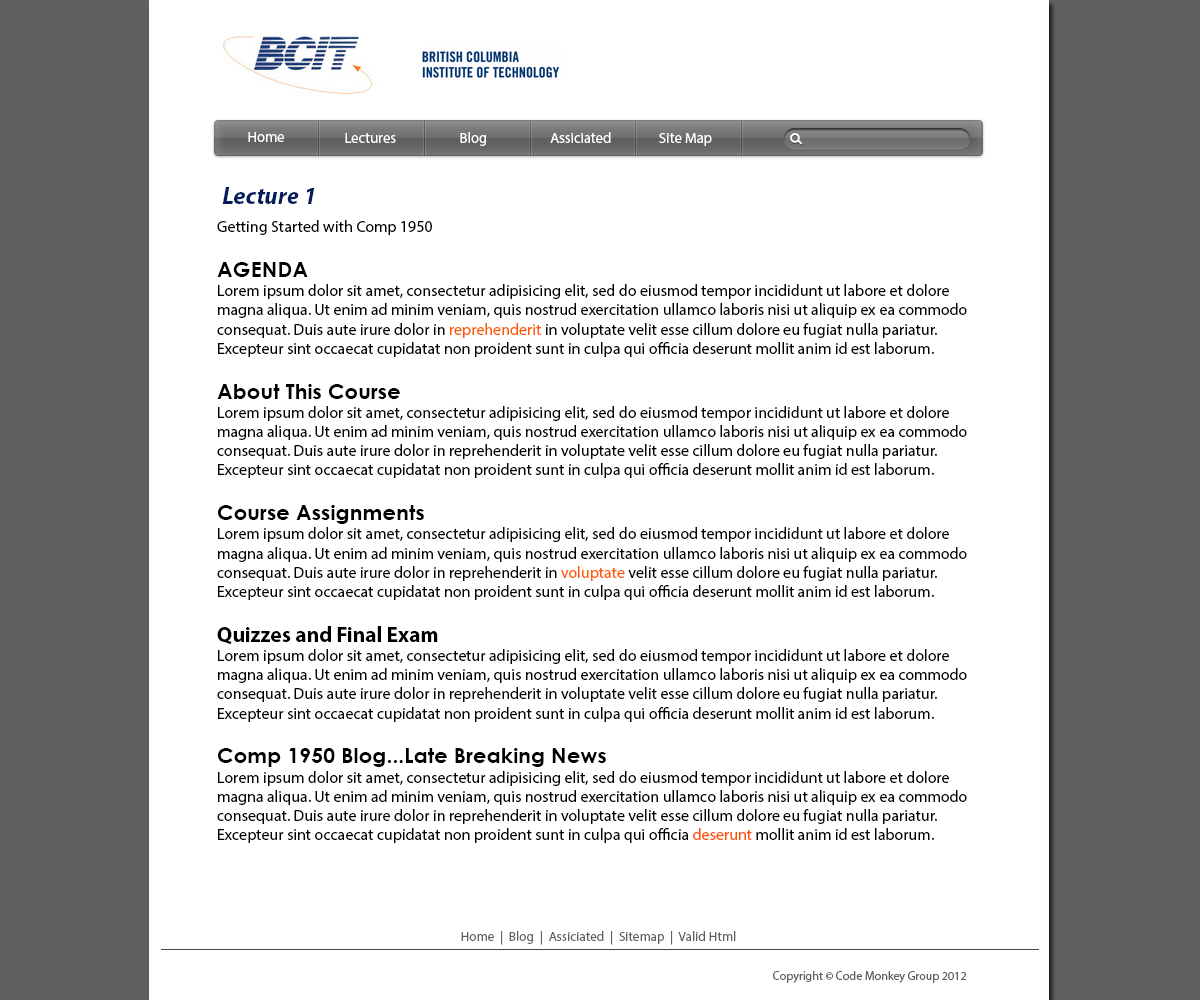 BCIT
BRITISH COLUMBIA
INSTITUTE OF TECHNOLOGY
Home Lectures Blog Assiciated Site Map
Lecture 1
Getting Started with Comp 1950
AGENDA
Lorem ipsum dolor sit amet, consectetur adipisicing elit, sed do eiusmod tempor incididunt ut labore et dolore
magna aliqua. Ut enim ad minim veniam, quis nostrud exercitation ullamco laboris nisi ut aliquip ex ea commodo
consequat. Duis aute irure dolor in reprehenderit in voluptate velit esse cillum dolore eu fugiat nulla pariatur.
Excepteur sint occaecat cupidatat non proident sunt in culpa qui officia deserunt mollit anim id est laborum.
About This Course
Lorem ipsum dolor sit amet, consectetur adipisicing elit, sed do eiusmod tempor incididunt ut labore et dolore
magna aliqua. Ut enim ad minim veniam, quis nostrud exercitation ullamco laboris nisi ut aliquip ex ea commodo
consequat. Duis aute irure dolor in reprehenderit in voluptate velit esse cillum dolore eu fugiat nulla pariatur.
Excepteur sint occaecat cupidatat non proident sunt in culpa qui officia deserunt mollit anim id est laborum.
Course Assignments
Lorem ipsum dolor sit amet, consectetur adipisicing elit, sed do eiusmod tempor incididunt ut labore et dolore
magna aliqua. Ut enim ad minim veniam, quis nostrud exercitation ullamco laboris nisi ut aliquip ex ea commodo
consequat. Duis aute irure dolor in reprehenderit in voluptate velit esse cillum dolore eu fugiat nulla pariatur.
Excepteur sint occaecat cupidatat non proident sunt in culpa qui officia deserunt mollit anim id est laborum.
Quizzes and Final Exam
Lorem ipsum dolor sit amet, consectetur adipisicing elit, sed do eiusmod tempor incididunt ut labore et dolore
magna aliqua. Ut enim ad minim veniam, quis nostrud exercitation ullamco laboris nisi ut aliquip ex ea commodo
consequat. Duis aute irure dolor in reprehenderit in voluptate velit esse cillum dolore eu fugiat nulla pariatur.
Excepteur sint occaecat cupidatat non proident sunt in culpa qui officia deserunt mollit anim id est laborum.
Comp 1950 Blog...Late Breaking News
Lorem ipsum dolor sit amet, consectetur adipisicing elit, sed do eiusmod tempor incididunt ut labore et dolore
magna aliqua. Ut enim ad minim veniam, quis nostrud exercitation ullamco laboris nisi ut aliquip ex ea commodo
consequat. Duis aute irure dolor in reprehenderit in voluptate velit esse cillum dolore eu fugiat nulla pariatur.
Excepteur sint occaecat cupidatat non proident sunt in culpa qui officia deserunt mollit anim id est laborum.
Home | Blog | Assiciated | Sitemap | Valid Html
Copyright © Code Monkey Group 2012